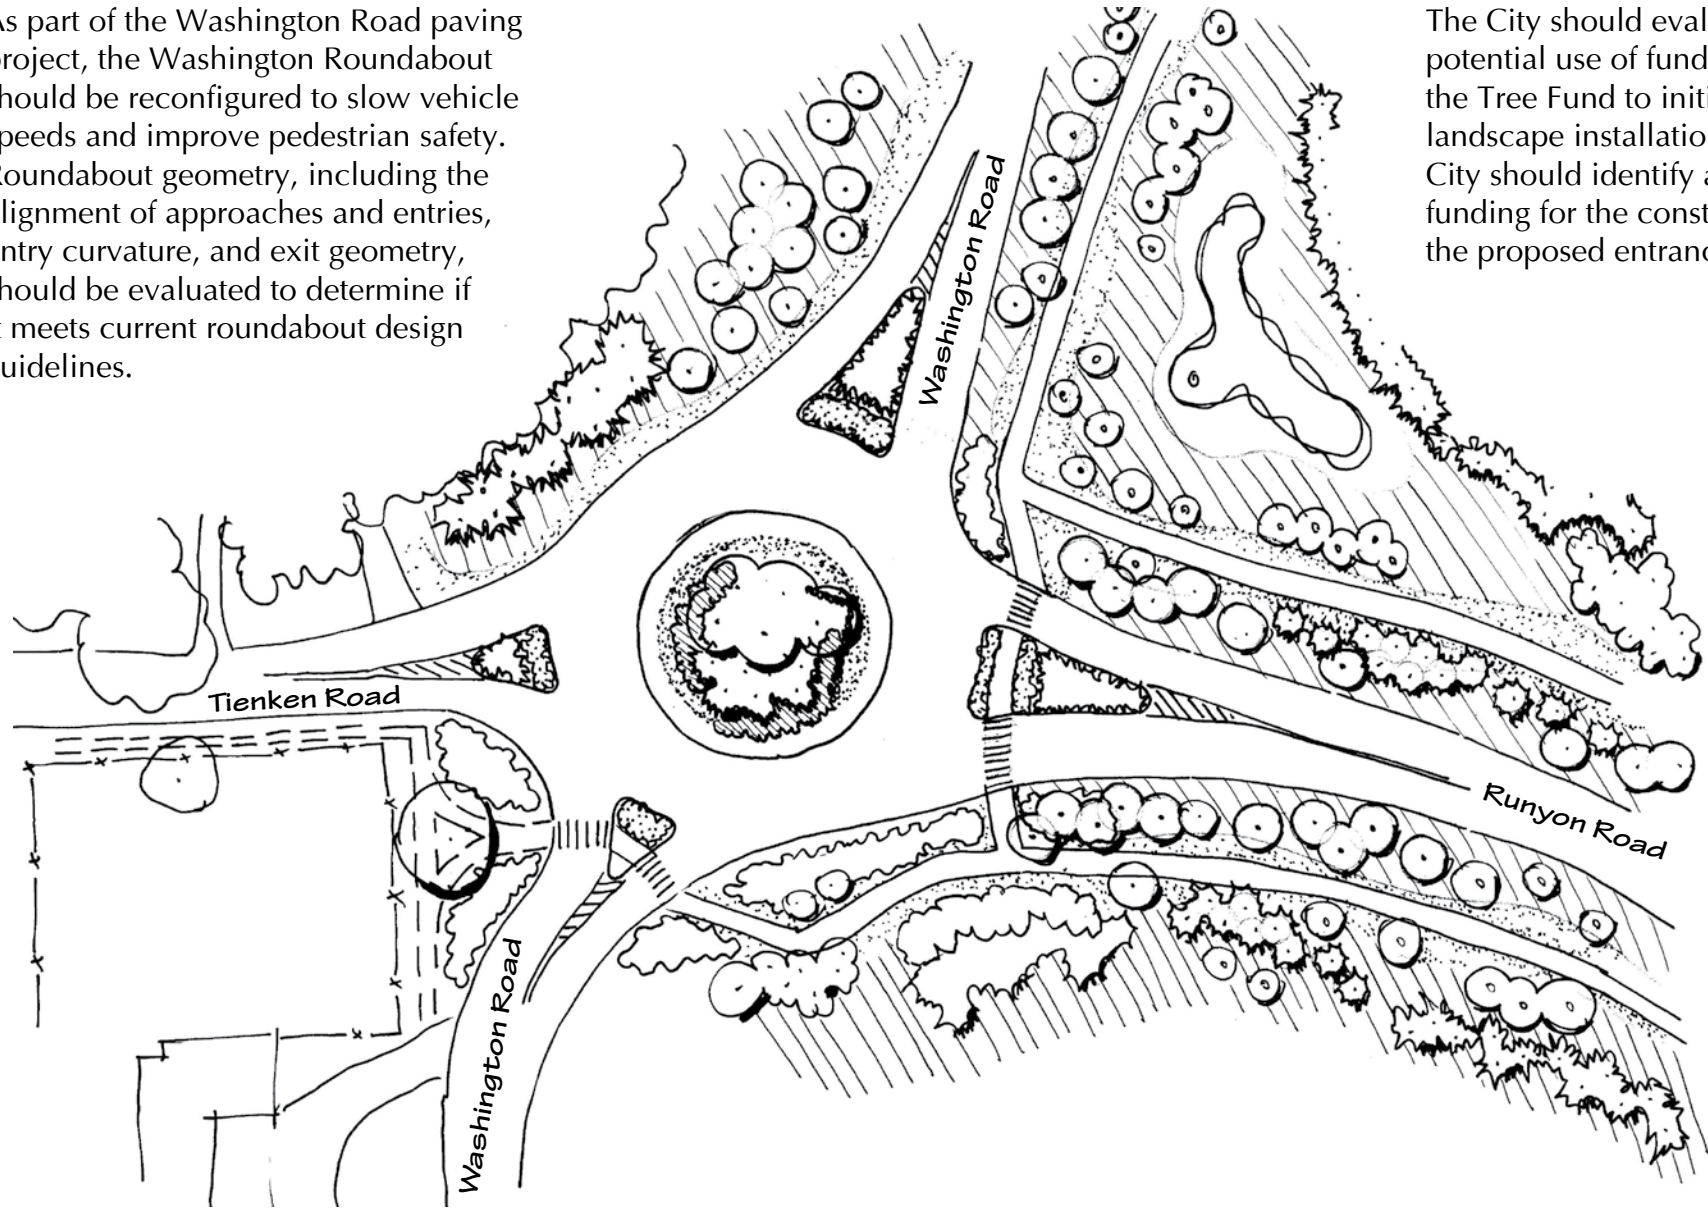 As part of the Washington Road paving
project, the Washington Roundabout
should be reconfigured to slow vehicle
speeds and improve pedestrian safety.
Roundabout geometry, including the
alignment of approaches and entries,
entry curvature, and exit geometry,
should be evaluated to determine if
it meets current roundabout design
guidelines.
The City should eval
potential use of fund
the Tree Fund to initi
landscape installatio
City should identify a
funding for the const
the proposed entranc
Washington Road
Tienken Road
Runyon Road
Washington Road